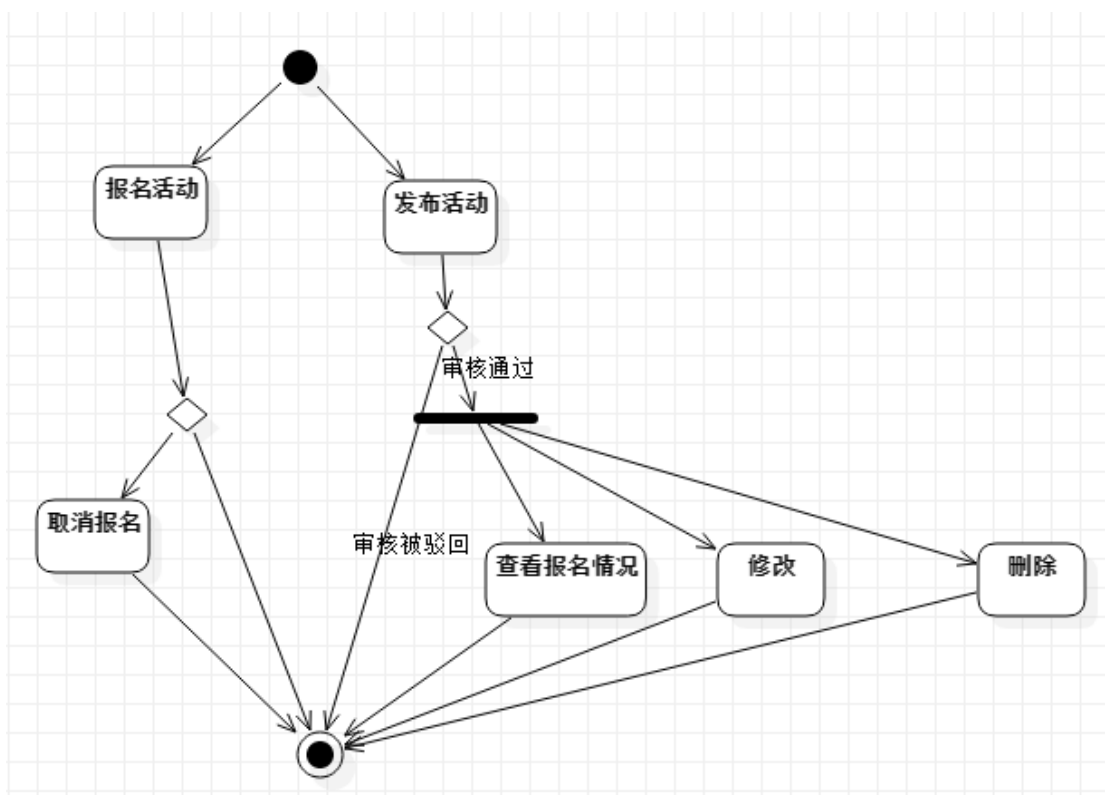 报名活动
发布活动
审核通过
取消报名
审核被驳回
查看报名情况
修改
删除